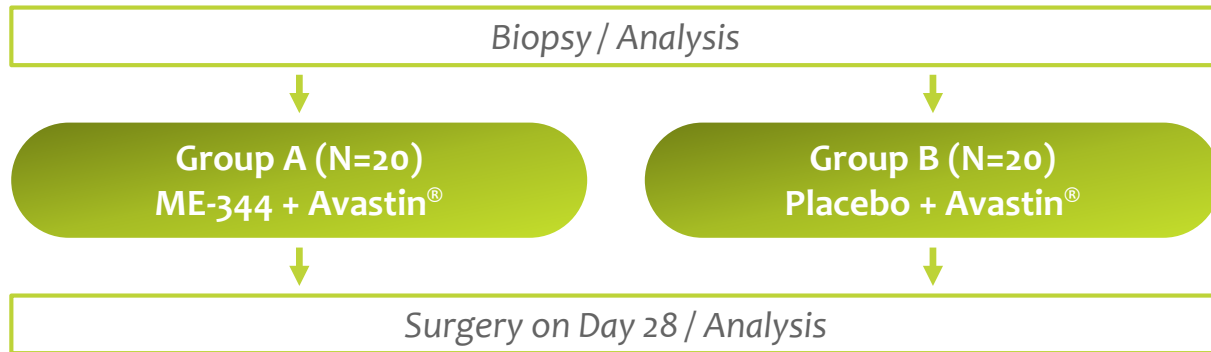 Biopsy / Analysis
Group A (N=20)
ME-344 + Avastin®
Group B (N=20)
Placebo + Avastin®
Surgery on Day 28 / Analysis